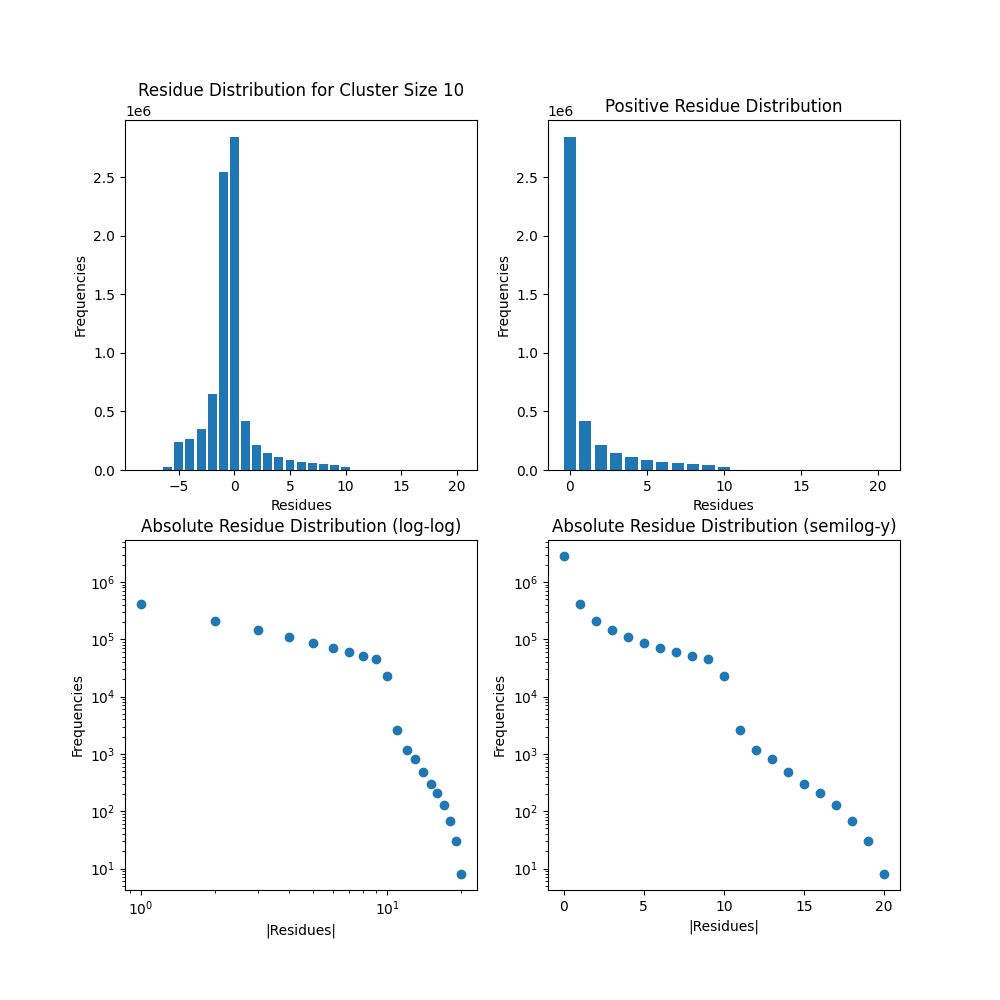 Residue Distribution for Cluster Size 10
1e6
Frequencies
2.5
2.0
1.5
1.0
0.5
0.0
−5 0 5 10 15 20
Residues
Positive Residue Distribution
1e6
Frequencies
2.5
2.0
1.5
1.0
0.5
0.0
0 5 10 15 20
Residues
Absolute Residue Distribution (log-log)
Frequencies
10⁶
10⁵
10⁴
10³
10²
10¹
10⁰ 10¹
|Residues|
Absolute Residue Distribution (semilog-y)
Frequencies
10⁶
10⁵
10⁴
10³
10²
10¹
0 5 10 15 20
|Residues|